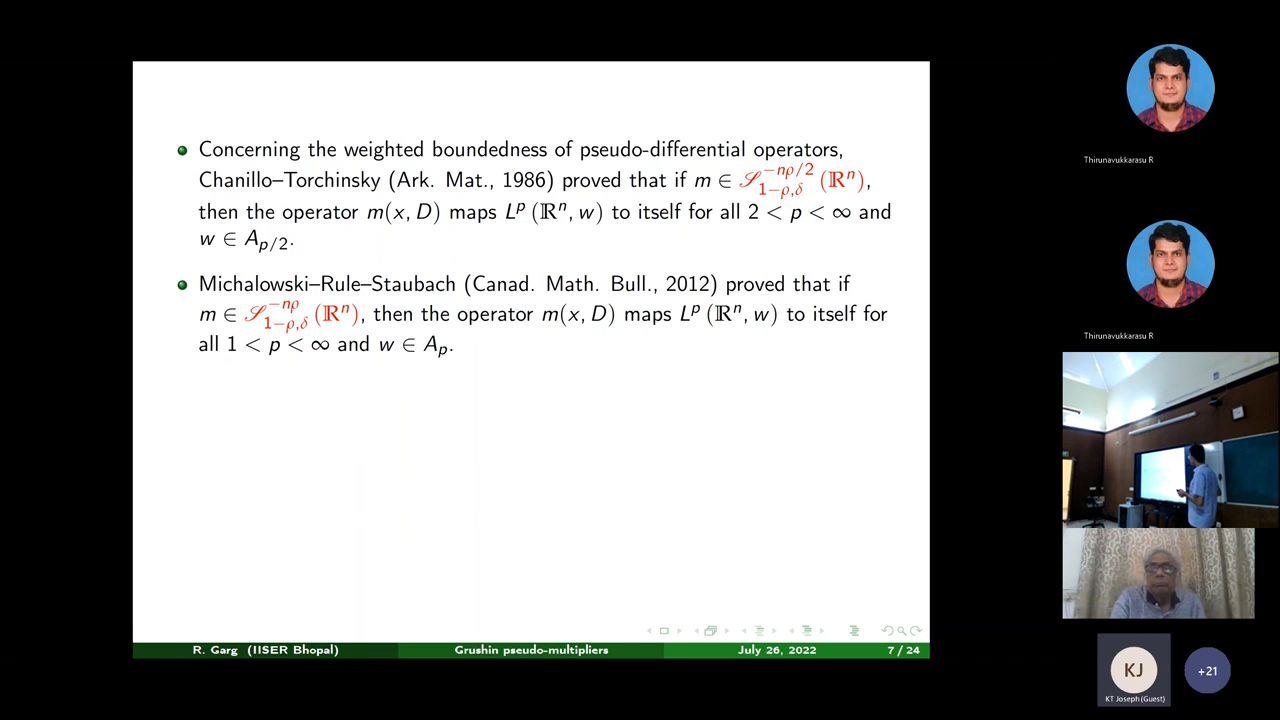 Concerning the weighted boundedness of pseudo-differential operators,
Chanillo–Torchinsky (Ark. Mat., 1986) proved that if m ∈ 𝒮^{-nρ/2}_{1-ρ,δ} (ℝ^n),
then the operator m(x, D) maps L^p (ℝ^n, w) to itself for all 2 < p < ∞ and
w ∈ A_{p/2}.
Michalowski–Rule–Staubach (Canad. Math. Bull., 2012) proved that if
m ∈ 𝒮^{-nρ}_{1-ρ,δ} (ℝ^n), then the operator m(x, D) maps L^p (ℝ^n, w) to itself for
all 1 < p < ∞ and w ∈ A_p.
R. Garg (IISER Bhopal) Grushin pseudo-multipliers July 26, 2022 7 / 24
Thirunavukkarasu R
Thirunavukkarasu R
KJ
+21
KT Joseph (Guest)